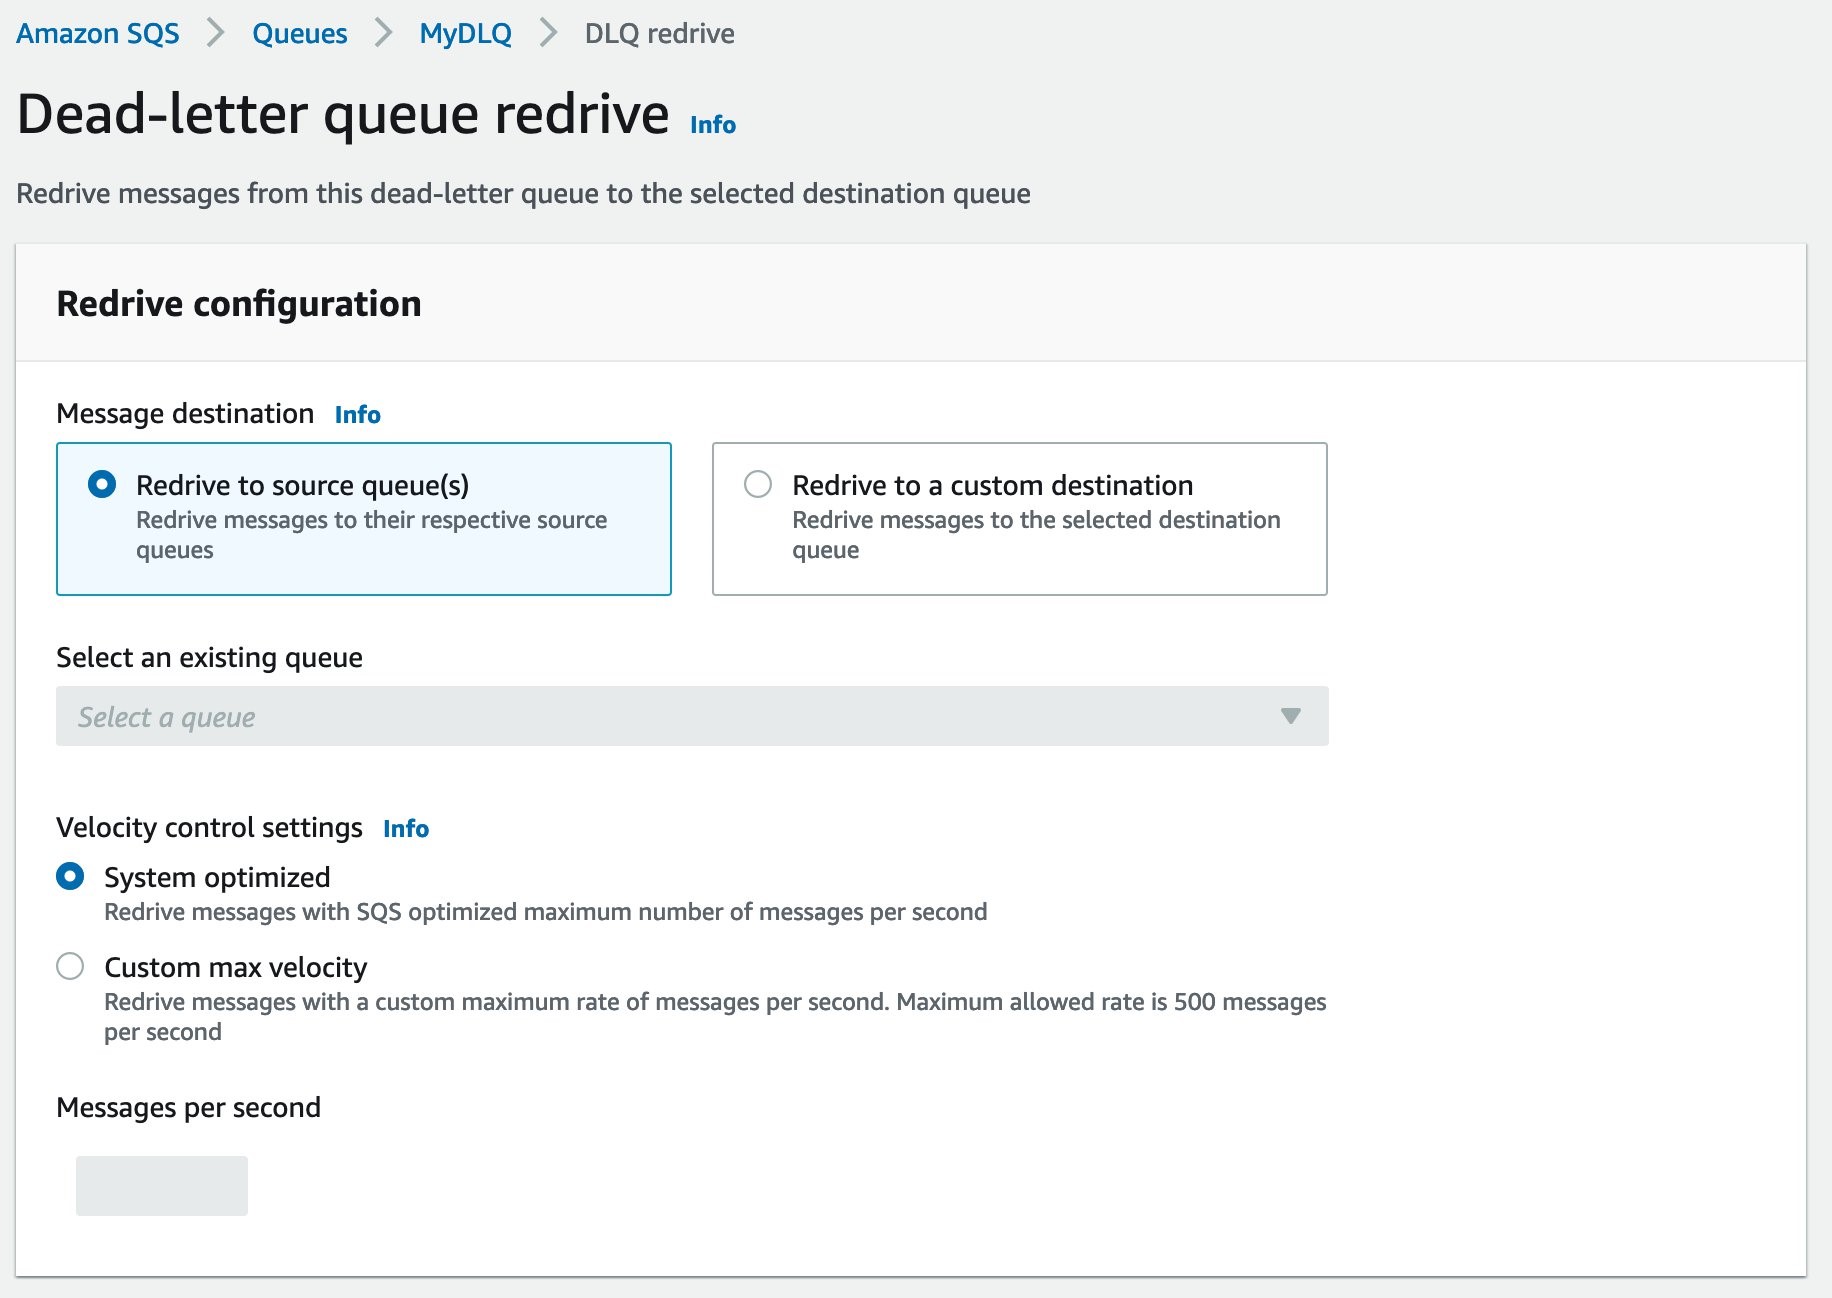 Amazon SQS > Queues > MyDLQ > DLQ redrive
Dead-letter queue redrive Info
Redrive messages from this dead-letter queue to the selected destination queue
Redrive configuration
Message destination Info
Redrive to source queue(s)
Redrive messages to their respective source
queues
Redrive to a custom destination
Redrive messages to the selected destination
queue
Select an existing queue
Select a queue
Velocity control settings Info
System optimized
Redrive messages with SQS optimized maximum number of messages per second
Custom max velocity
Redrive messages with a custom maximum rate of messages per second. Maximum allowed rate is 500 messages
per second
Messages per second